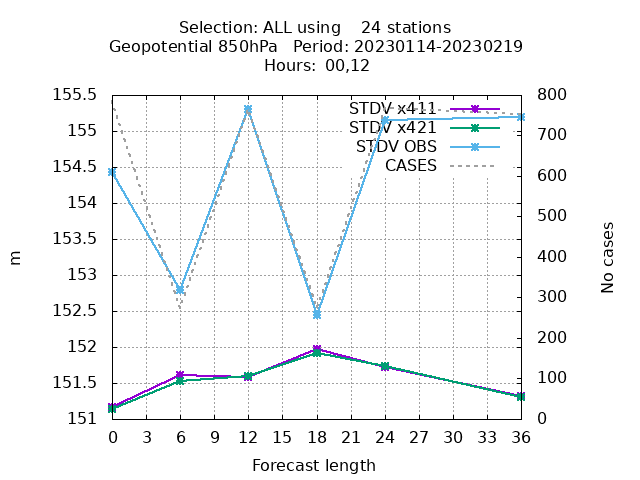 Selection: ALL using    24 stations
Geopotential 850hPa   Period: 20230114-20230219
Hours: 00,12
STDV x411
STDV x421
STDV OBS
CASES
155.5
155
154.5
154
153.5
153
152.5
152
151.5
151
m
800
700
600
500
400
300
200
100
0
No cases
0 3 6 9 12 15 18 21 24 27 30 33 36
Forecast length